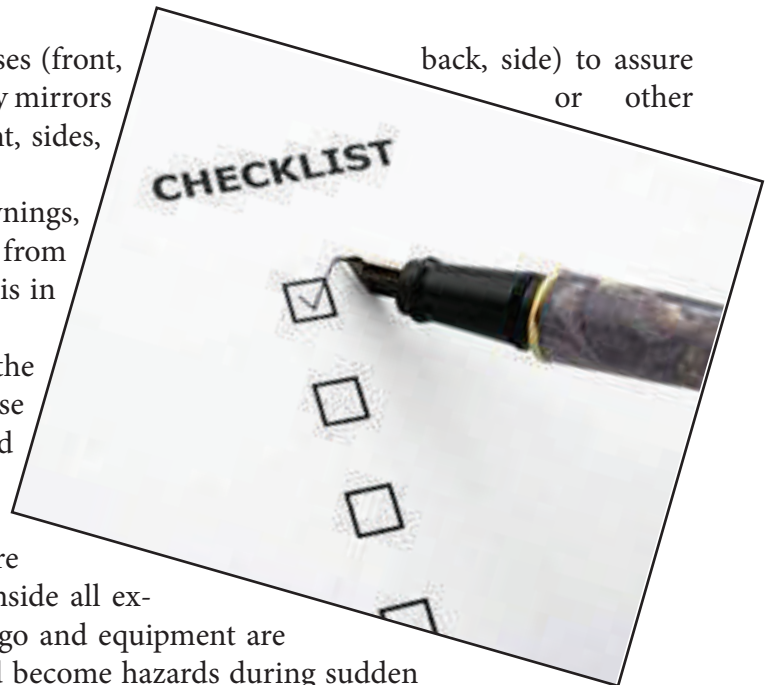 ses (front, back, side) to assure
y mirrors or other
nt, sides,
CHECKLIST
nings,
from
is in
the
se
d
re
nside all ex-
go and equipment are
d become hazards during sudden